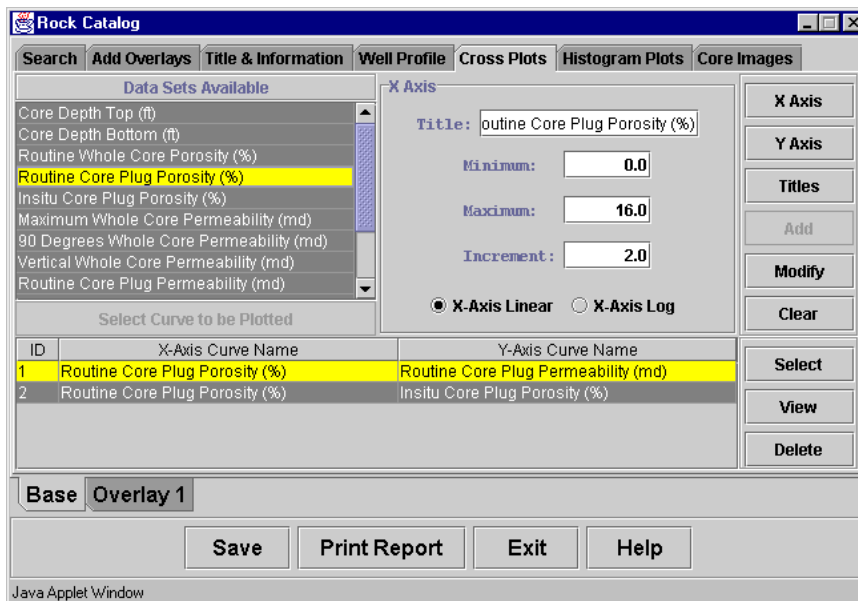 Rock Catalog
Search Add Overlays Title & Information Well Profile Cross Plots Histogram Plots Core Images
Data Sets Available
Core Depth Top (ft)
Core Depth Bottom (ft)
Routine Whole Core Porosity (%)
Routine Core Plug Porosity (%)
Insitu Core Plug Porosity (%)
Maximum Whole Core Permeability (md)
90 Degrees Whole Core Permeability (md)
Vertical Whole Core Permeability (md)
Routine Core Plug Permeability (md)
Select Curve to be Plotted
X Axis
Title: outine Core Plug Porosity (%)
Minimum: 0.0
Maximum: 16.0
Increment: 2.0
X-Axis Linear X-Axis Log
X Axis
Y Axis
Titles
Add
Modify
Clear
ID X-Axis Curve Name Y-Axis Curve Name
1 Routine Core Plug Porosity (%) Routine Core Plug Permeability (md)
2 Routine Core Plug Porosity (%) Insitu Core Plug Porosity (%)
Select
View
Delete
Base Overlay 1
Save Print Report Exit Help
Java Applet Window